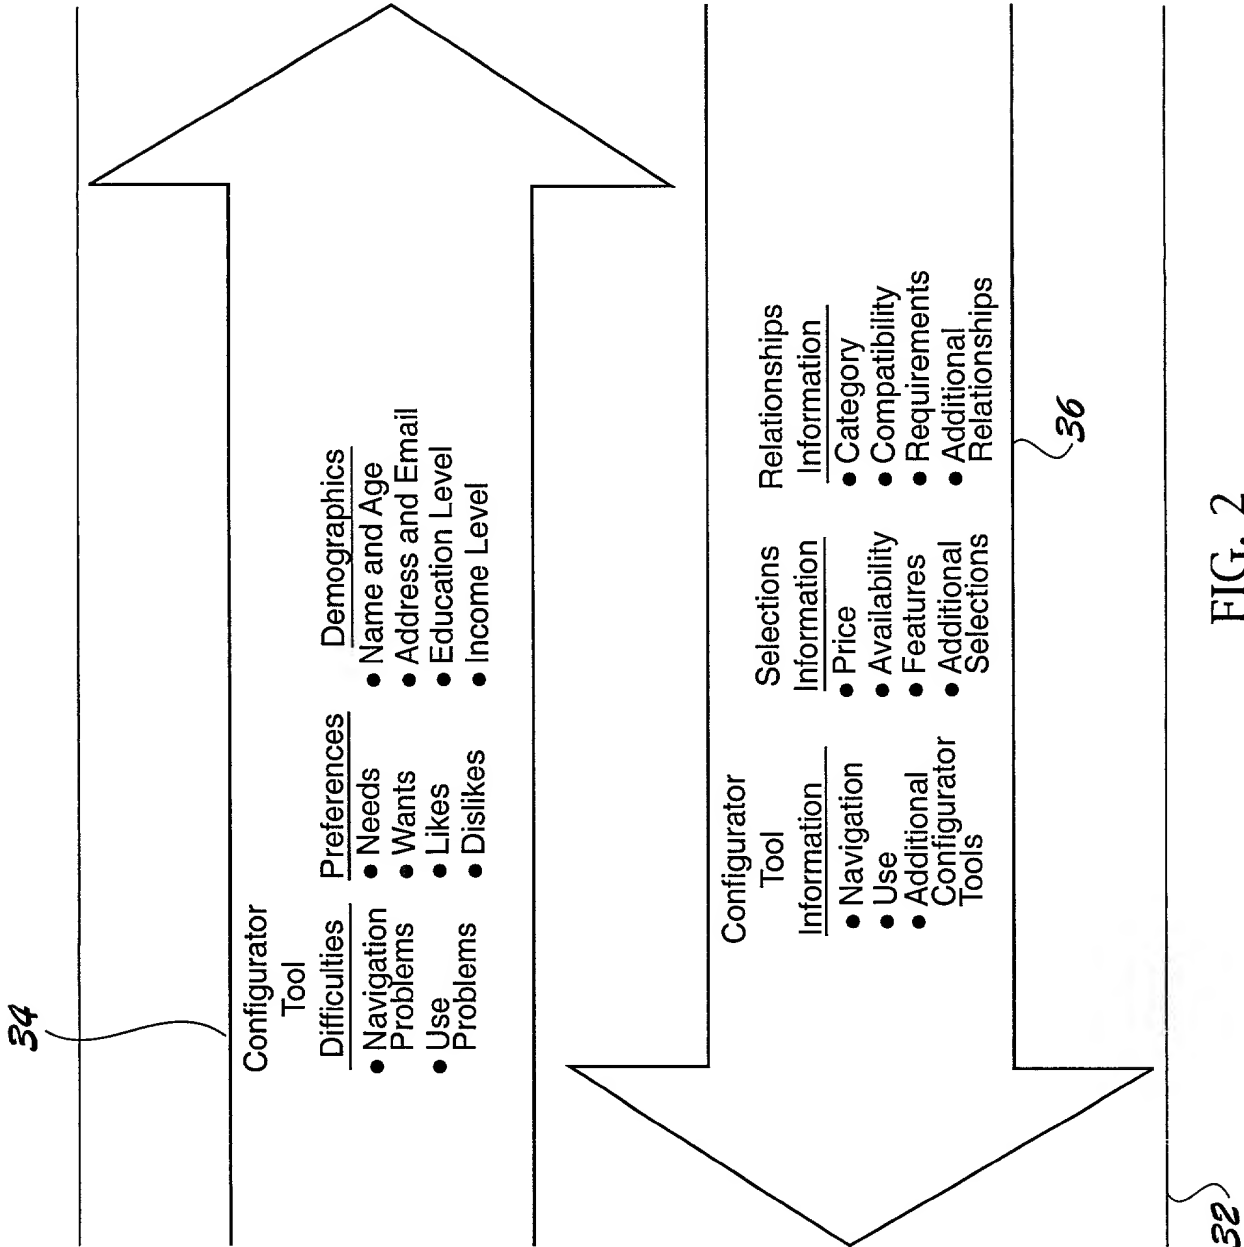 34
Configurator
Tool
Difficulties
• Navigation
Problems
• Use
Problems
Preferences
• Needs
• Wants
• Likes
• Dislikes
Demographics
• Name and Age
• Address and Email
• Education Level
• Income Level
Configurator
Tool
Information
• Navigation
• Use
• Additional
Configurator
Tools
Selections
Information
• Price
• Availability
• Features
• Additional
Selections
Relationships
Information
• Category
• Compatibility
• Requirements
• Additional
Relationships
36
32
FIG. 2